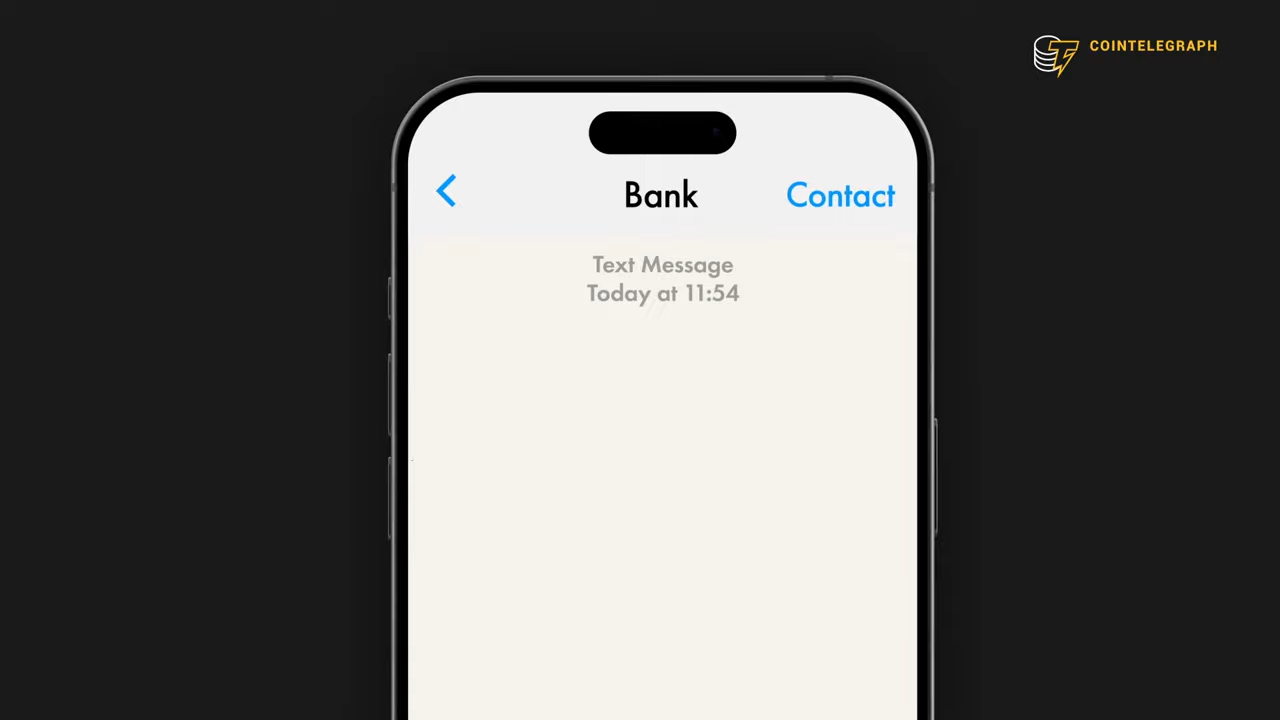 COINTELEGRAPH
Bank
Contact
Text Message
Today at 11:54